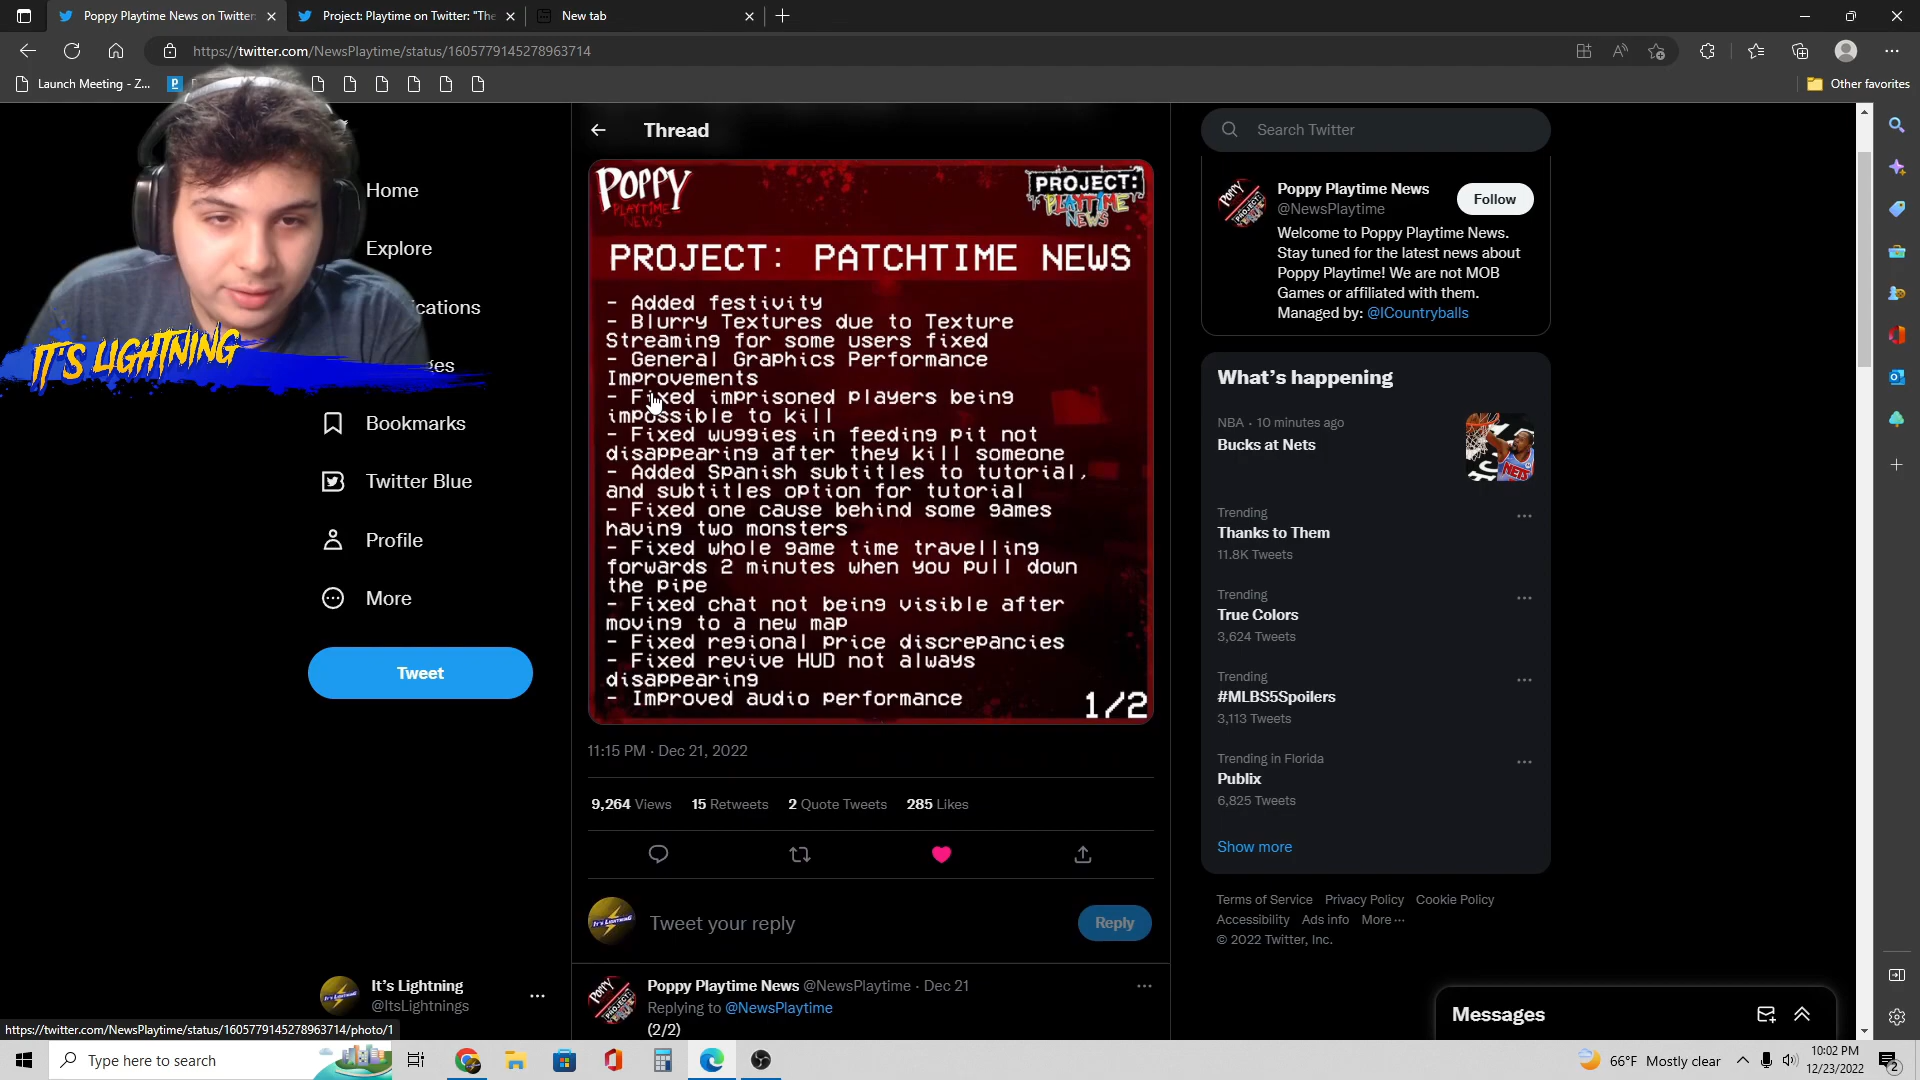 Poppy Playtime News on Twitter:
Project: Playtime on Twitter: "The
New tab
https://twitter.com/NewsPlaytime/status/1605779145278963714
Launch Meeting - Z...
Other favorites
Home
Explore
ications
ges
Bookmarks
Twitter Blue
Profile
More
Tweet
IT'S LIGHTNING
It's Lightning
@ItsLightnings
Thread
POPPY
PLAYTIME
NEWS
PROJECT:
PLAYTIME
NEWS
PROJECT: PATCHTIME NEWS
- Added festivity
- Blurry Textures due to Texture
Streaming for some users fixed
- General Graphics Performance
Improvements
- Fixed imprisoned players being
impossible to kill
- Fixed wuggies in feeding pit not
disappearing after they kill someone
- Added Spanish subtitles to tutorial,
and subtitles option for tutorial
- Fixed one cause behind some games
having two monsters
- Fixed whole game time travelling
forwards 2 minutes when you pull down
the pipe
- Fixed chat not being visible after
moving to a new map
- Fixed regional price discrepancies
- Fixed revive HUD not always
disappearing
- Improved audio performance
1/2
11:15 PM · Dec 21, 2022
9,264 Views 15 Retweets 2 Quote Tweets 285 Likes
Tweet your reply
Reply
Poppy Playtime News @NewsPlaytime · Dec 21
Replying to @NewsPlaytime
(2/2)
Search Twitter
Poppy Playtime News
@NewsPlaytime
Follow
Welcome to Poppy Playtime News.
Stay tuned for the latest news about
Poppy Playtime! We are not MOB
Games or affiliated with them.
Managed by: @ICountryballs
What's happening
NBA · 10 minutes ago
Bucks at Nets
Trending
Thanks to Them
11.8K Tweets
Trending
True Colors
3,624 Tweets
Trending
#MLBS5Spoilers
3,113 Tweets
Trending in Florida
Publix
6,825 Tweets
Show more
Terms of Service Privacy Policy Cookie Policy
Accessibility Ads info More ···
© 2022 Twitter, Inc.
Messages
https://twitter.com/NewsPlaytime/status/1605779145278963714/photo/1
Type here to search
66°F Mostly clear
10:02 PM
12/23/2022
2